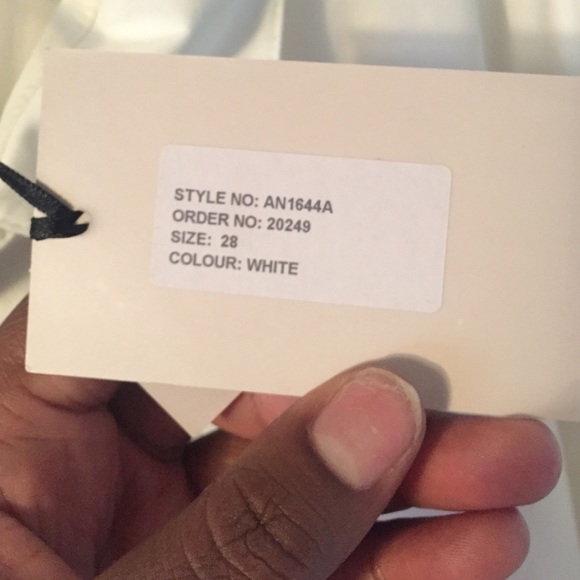 STYLE NO: AN1644A
ORDER NO: 20249
SIZE: 28
COLOUR: WHITE